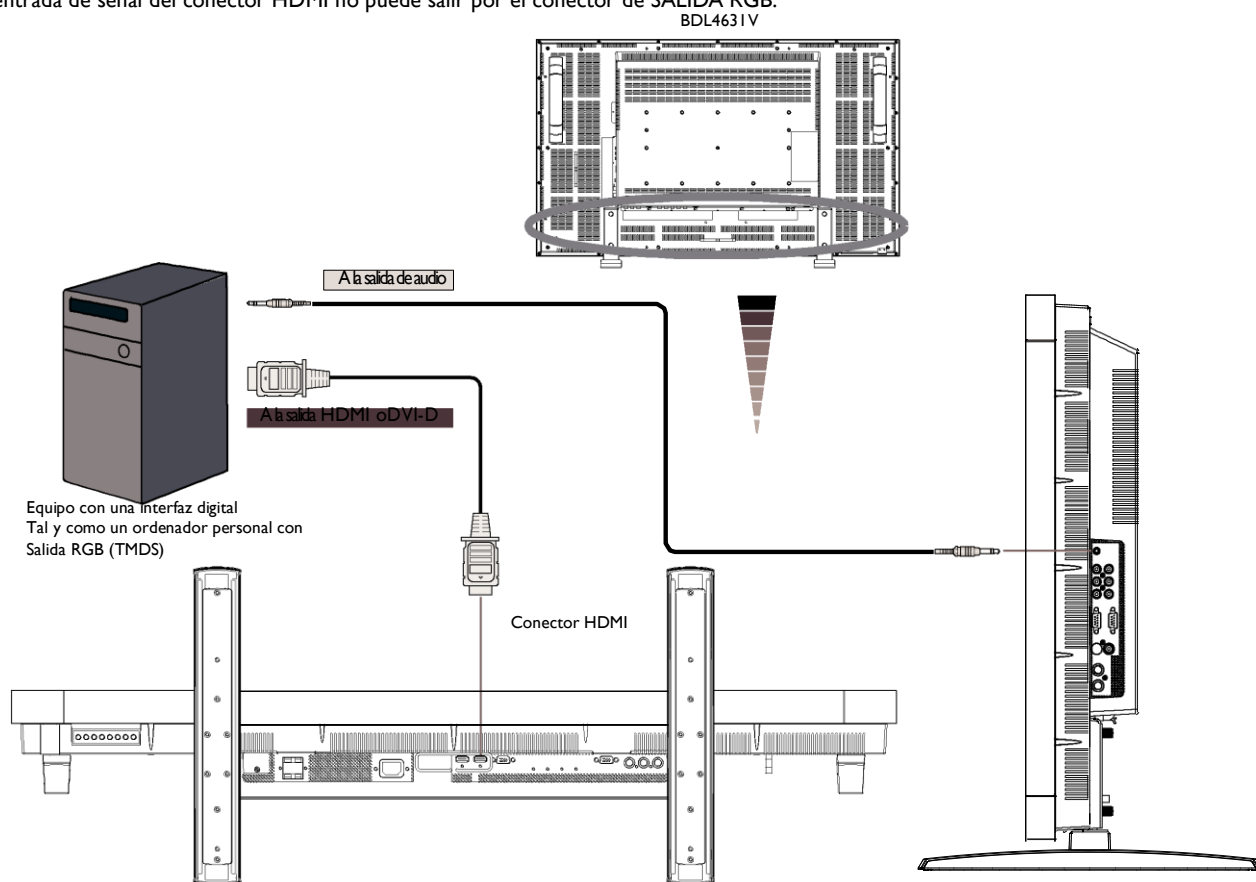 entrada de señal del conector HDMI no puede salir por el conector de SALIDA RGB.
BDL4631V
A la salida de audio
A la salida HDMI o DVI-D
Equipo con una interfaz digital
Tal y como un ordenador personal con
Salida RGB (TMDS)
Conector HDMI